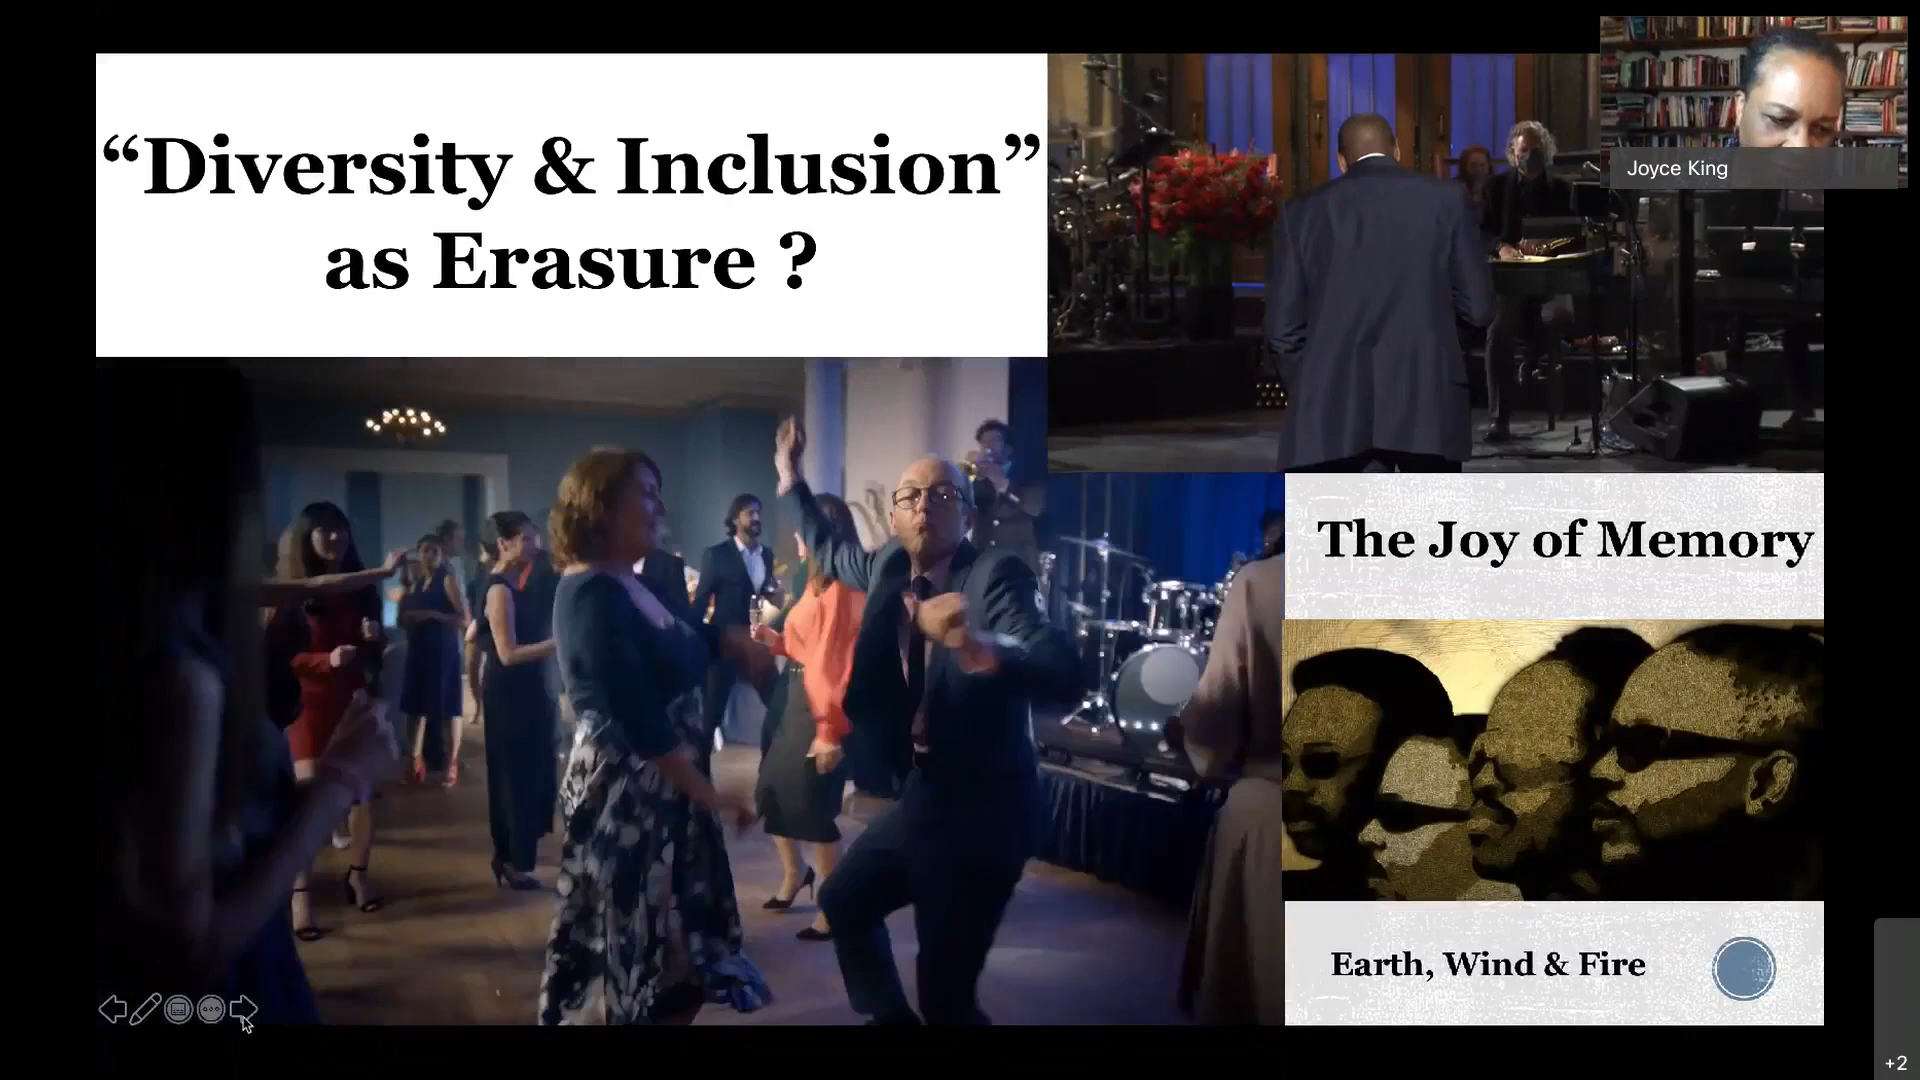 “Diversity & Inclusion”
as Erasure ?
Joyce King
The Joy of Memory
Earth, Wind & Fire
+2